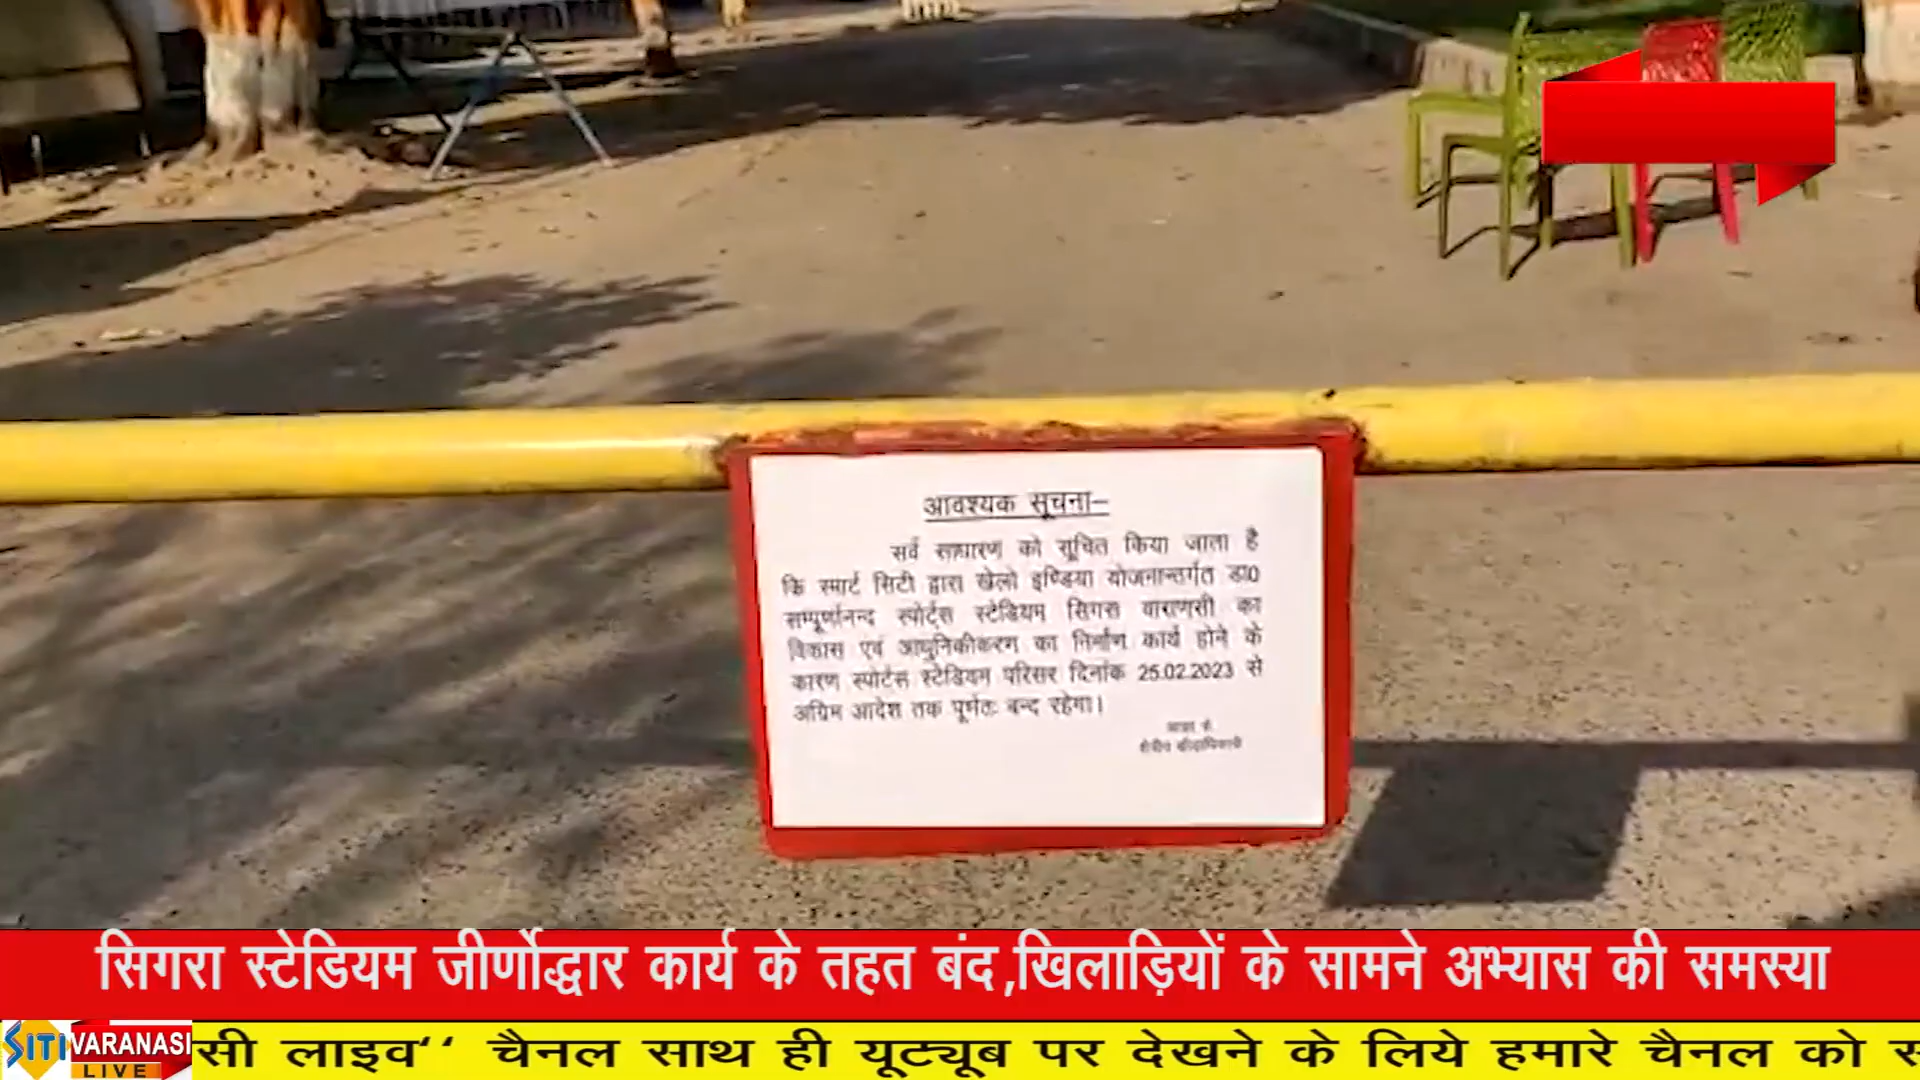 आवश्यक सूचना–
सर्व साधारण को सूचित किया जाता है
कि स्मार्ट सिटी द्वारा खेलो इण्डिया योजनान्तर्गत डा0
सम्पूर्णानन्द स्पोर्ट्स स्टेडियम सिगरा वाराणसी का
विकास एवं आधुनिकीकरण का निर्माण कार्य होने के
कारण स्पोर्टस स्टेडियम परिसर दिनांक 25.02.2023 से
अग्रिम आदेश तक पूर्णतः बन्द रहेगा।
आज्ञा से
क्षेत्रीय क्रीड़ाधिकारी
सिगरा स्टेडियम जीर्णोद्धार कार्य के तहत बंद,खिलाड़ियों के सामने अभ्यास की समस्या
SITI VARANASI LIVE
सी लाइव‘‘ चैनल साथ ही यूट्यूब पर देखने के लिये हमारे चैनल को स